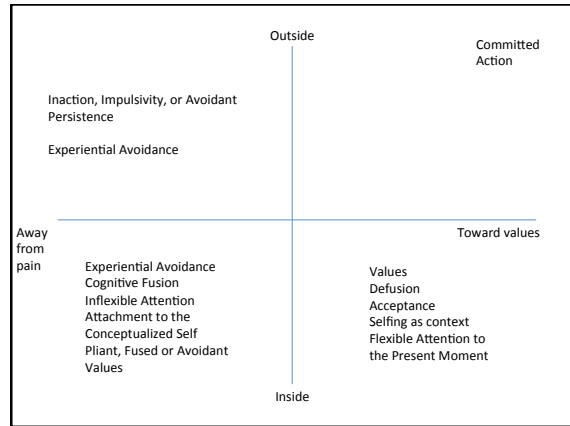 Outside
Committed
Action
Inaction, Impulsivity, or Avoidant
Persistence
Experiential Avoidance
Away
from
pain
Toward values
Experiential Avoidance
Cognitive Fusion
Inflexible Attention
Attachment to the
Conceptualized Self
Pliant, Fused or Avoidant
Values
Values
Defusion
Acceptance
Selfing as context
Flexible Attention to
the Present Moment
Inside